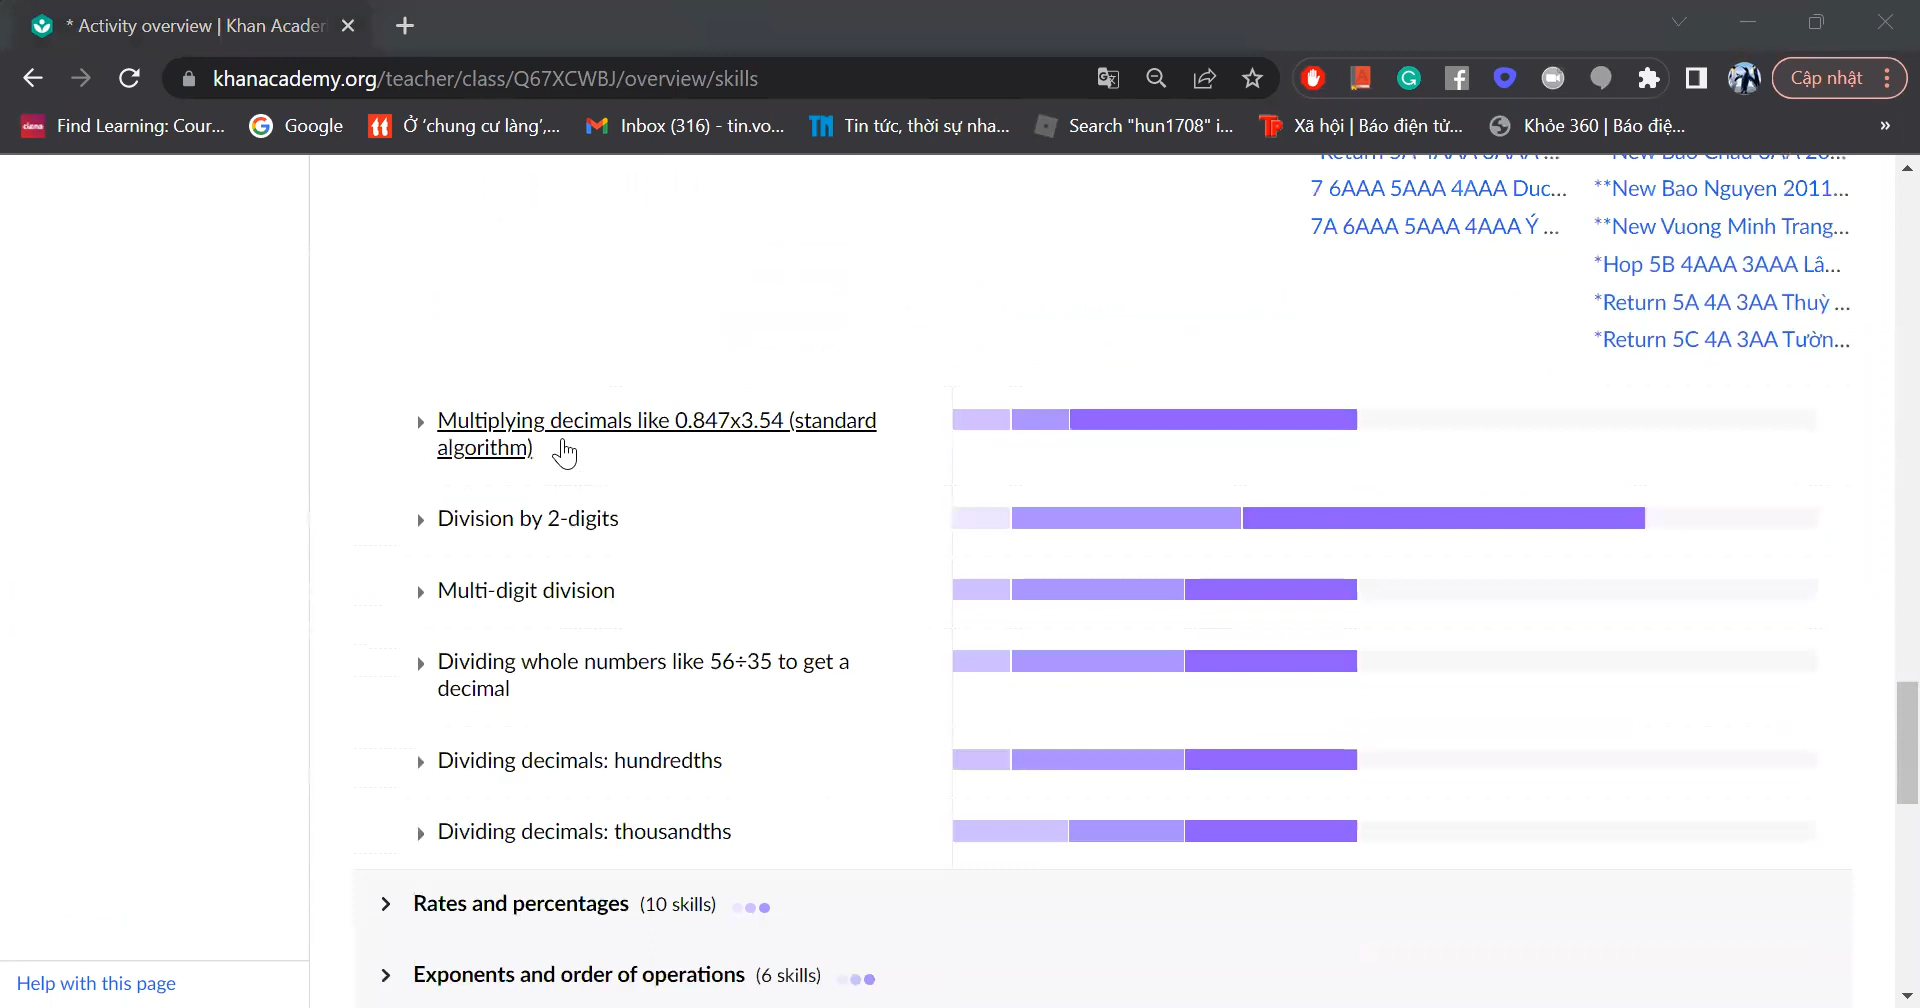 * Activity overview | Khan Acader
khanacademy.org/teacher/class/Q67XCWBJ/overview/skills
Cập nhật
Find Learning: Cour...
Google
Ở ‘chung cư làng’,...
Inbox (316) - tin.vo...
Tin tức, thời sự nha...
Search "hun1708" i...
Xã hội | Báo điện tử...
Khỏe 360 | Báo điệ...
»
7 6AAA 5AAA 4AAA Duc...
**New Bao Nguyen 2011...
7A 6AAA 5AAA 4AAA Ý ...
**New Vuong Minh Trang...
*Hop 5B 4AAA 3AAA Lâ...
*Return 5A 4A 3AA Thuỳ ...
*Return 5C 4A 3AA Tườn...
Multiplying decimals like 0.847x3.54 (standard
algorithm)
Division by 2-digits
Multi-digit division
Dividing whole numbers like 56÷35 to get a
decimal
Dividing decimals: hundredths
Dividing decimals: thousandths
Rates and percentages (10 skills)
Exponents and order of operations (6 skills)
Help with this page